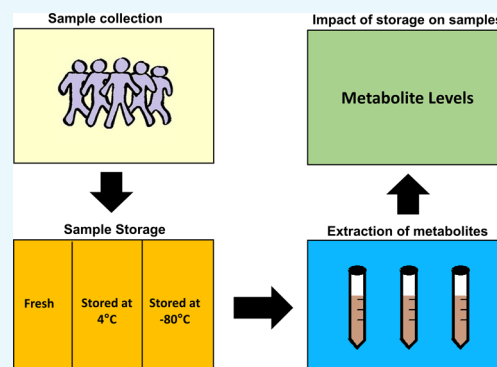 Sample collection
Impact of storage on samples
Metabolite Levels
Sample Storage
Extraction of metabolites
Fresh
Stored at
4°C
Stored at
-80°C